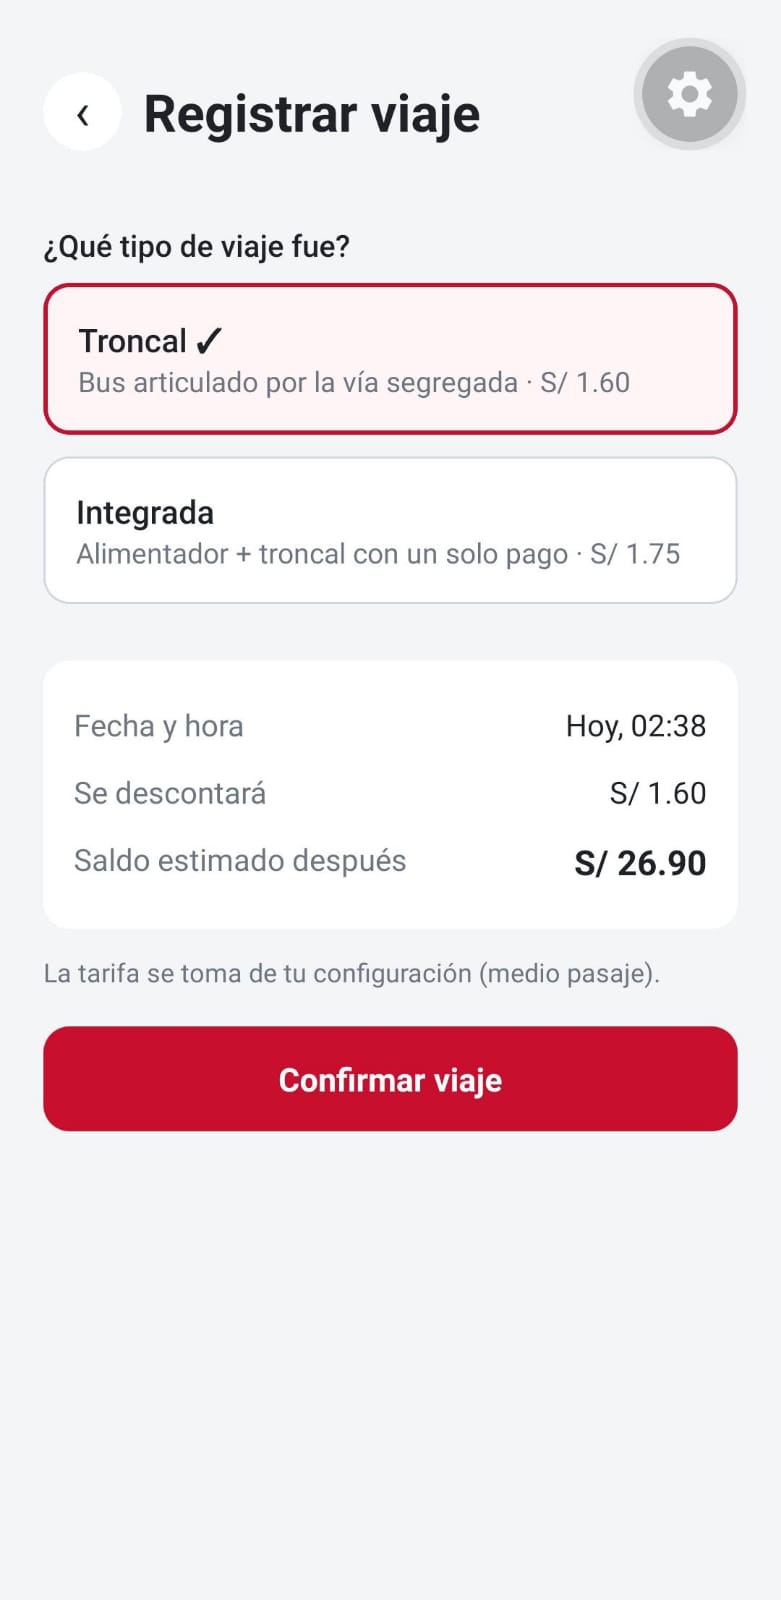 ‹ Registrar viaje
¿Qué tipo de viaje fue?
Troncal ✓
Bus articulado por la vía segregada · S/ 1.60
Integrada
Alimentador + troncal con un solo pago · S/ 1.75
Fecha y hora Hoy, 02:38
Se descontará S/ 1.60
Saldo estimado después S/ 26.90
La tarifa se toma de tu configuración (medio pasaje).
Confirmar viaje